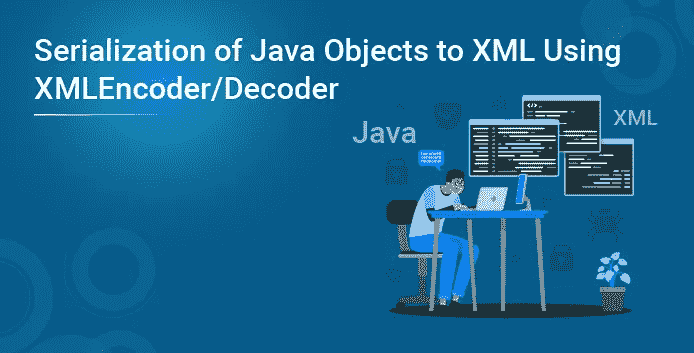 Serialization of Java Objects to XML Using
XMLEncoder/Decoder
Java
XML